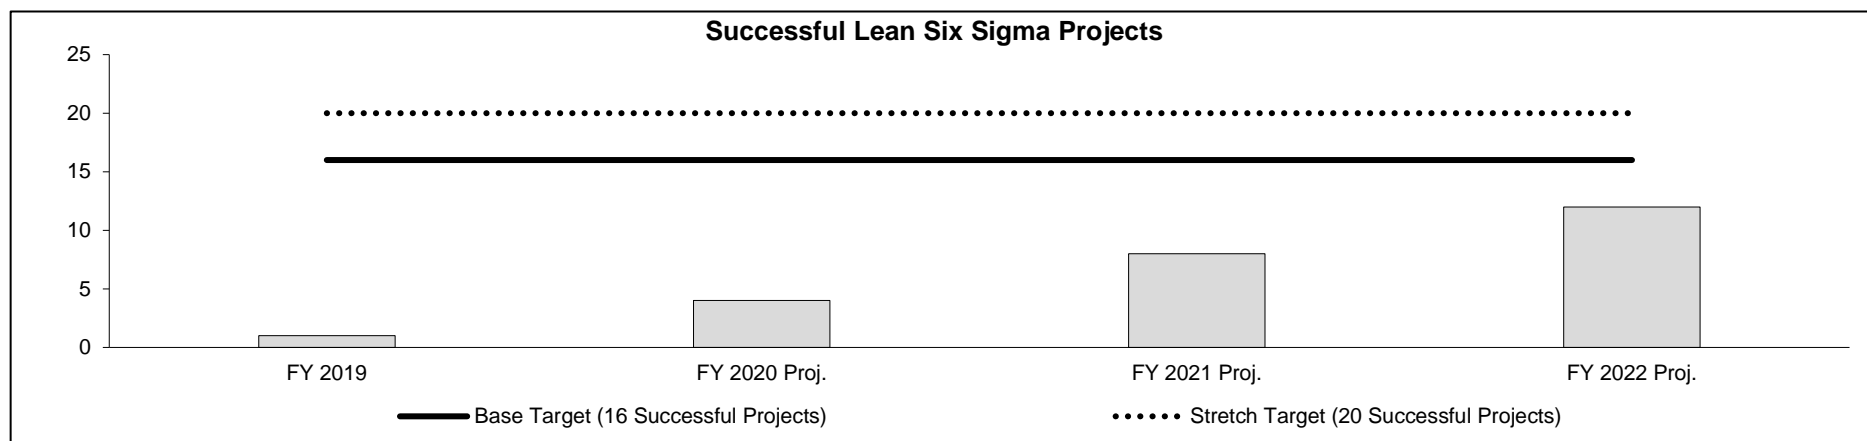 Successful Lean Six Sigma Projects
25
20
15
10
5
0
FY 2019 FY 2020 Proj. FY 2021 Proj. FY 2022 Proj.
Base Target (16 Successful Projects) Stretch Target (20 Successful Projects)